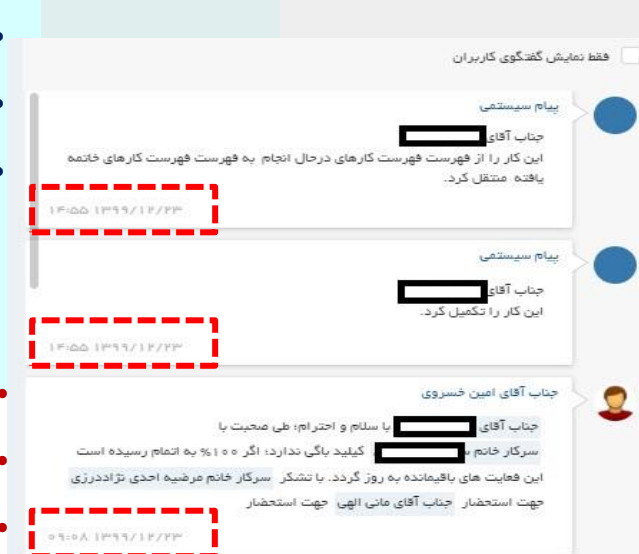 فقط نمایش گفتگوی کاربران
پیام سیستمی
جناب آقای
این کار را از فهرست فهرست کارهای درحال انجام به فهرست فهرست کارهای خاتمه
یافته منتقل کرد.
۱۳۹۹/۱۲/۲۳ ۱۴:۵۵
پیام سیستمی
جناب آقای
این کار را تکمیل کرد.
۱۳۹۹/۱۲/۲۳ ۱۴:۵۵
جناب آقای امین خسروی
جناب آقای با سلام و احترام؛ طی صحبت با
سرکار خانم کیلید باگی ندارد؛ اگر ۱۰۰% به اتمام رسیده است
این فعایت های باقیمانده به روز گردد. با تشکر سرکار خانم مرضیه احدی نژاددرزی
جهت استحضار جناب آقای مانی الهی جهت استحضار
۱۳۹۹/۱۲/۲۳ ۰۹:۰۸